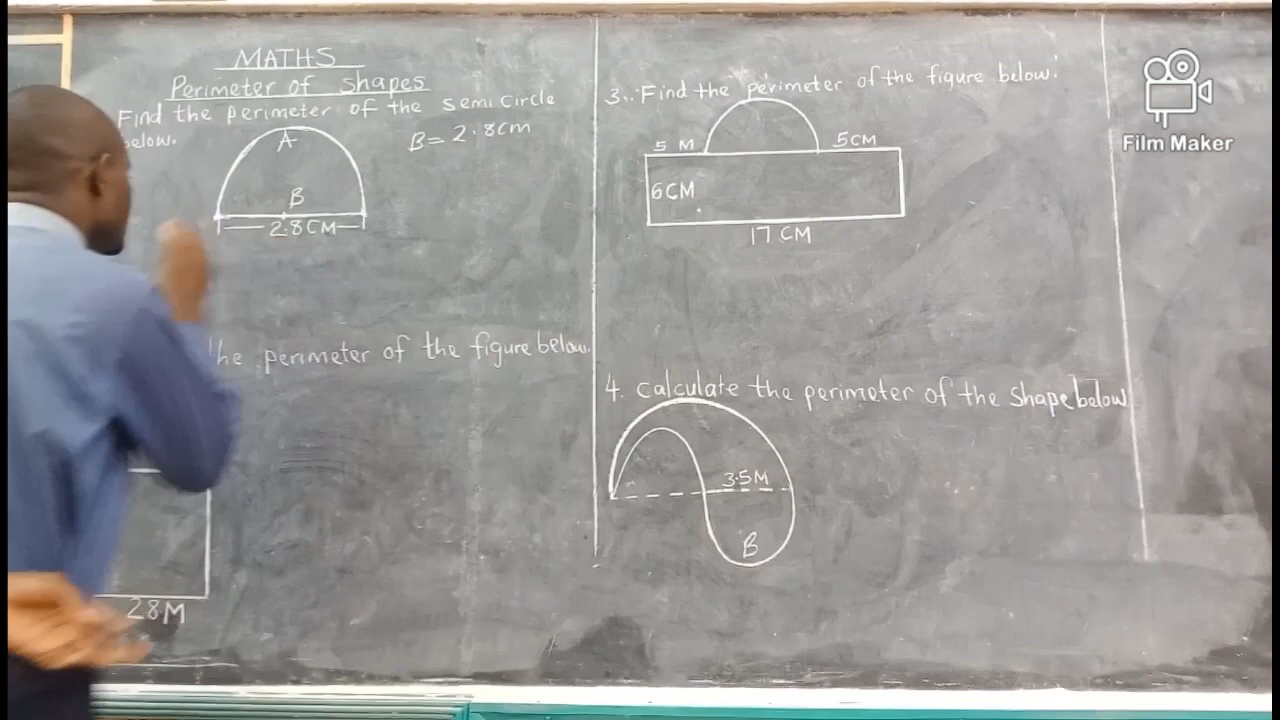 MATHS
Perimeter of shapes
Find the perimeter of the semi circle
below.
B = 2.8cm
A
B
2.8CM
the perimeter of the figure below.
28M
3. Find the perimeter of the figure below.
5 M
5CM
6CM
17 CM
4. Calculate the perimeter of the shape below
3.5M
B
Film Maker